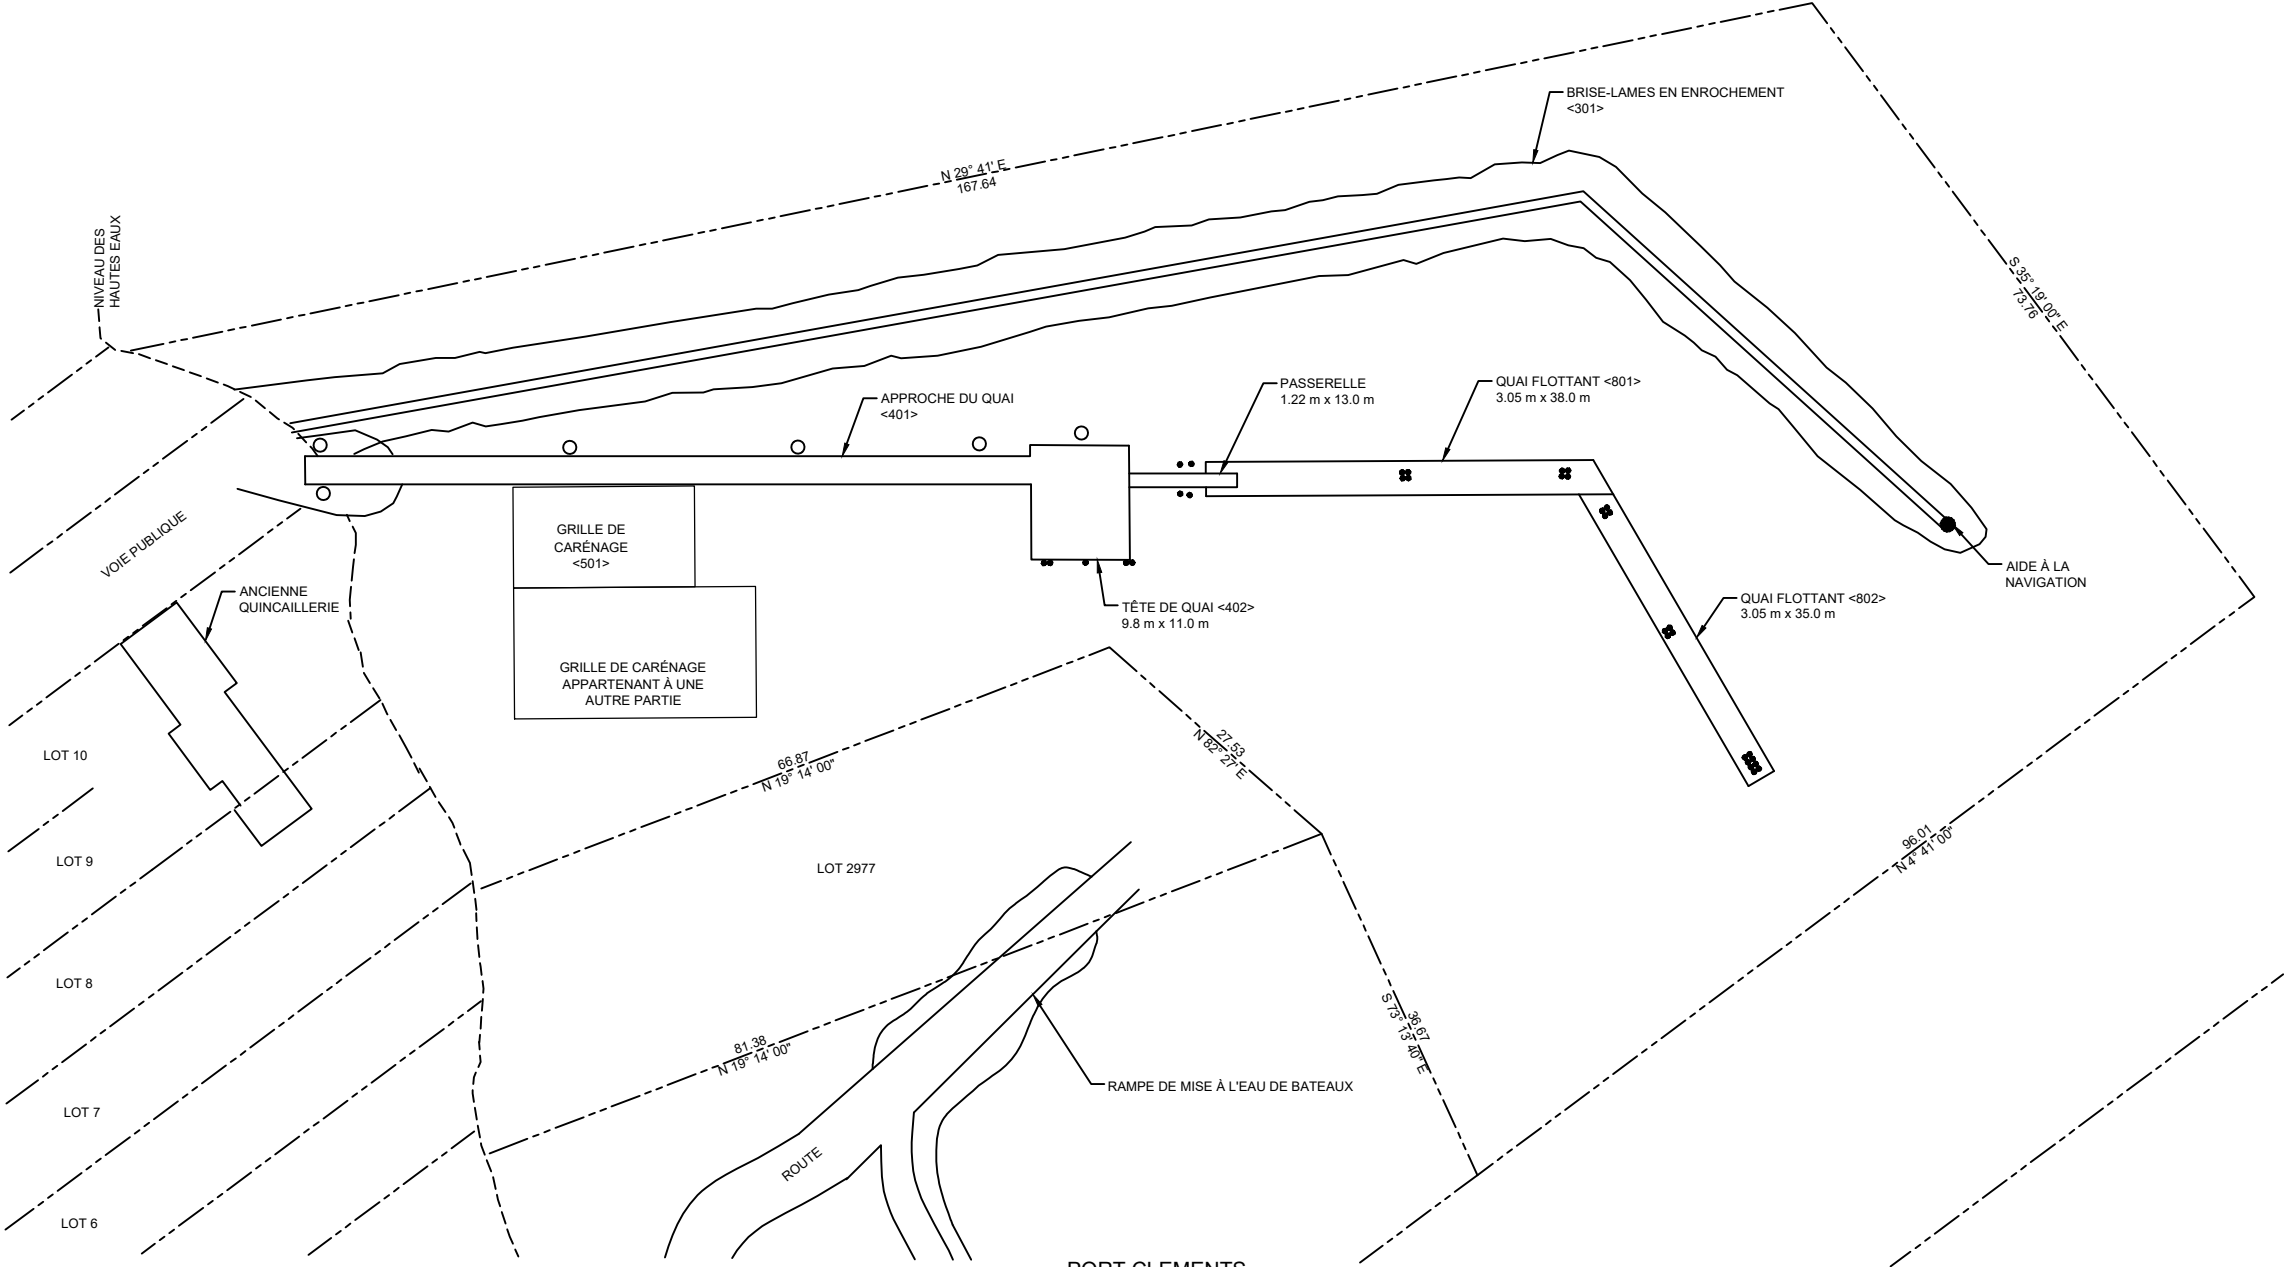 BRISE-LAMES EN ENROCHEMENT
<301>
N 29° 41' E
167.64
NIVEAU DES
HAUTES EAUX
S 35° 19' 00" E
73.76
APPROCHE DU QUAI
<401>
PASSERELLE
1.22 m x 13.0 m
QUAI FLOTTANT <801>
3.05 m x 38.0 m
VOIE PUBLIQUE
GRILLE DE
CARÉNAGE
<501>
AIDE À LA
NAVIGATION
ANCIENNE
QUINCAILLERIE
TÊTE DE QUAI <402>
9.8 m x 11.0 m
QUAI FLOTTANT <802>
3.05 m x 35.0 m
GRILLE DE CARÉNAGE
APPARTENANT À UNE
AUTRE PARTIE
LOT 10
66.87
N 19° 14' 00"
27.53
N 82° 27' E
LOT 9
LOT 2977
96.01
N 4° 41' 00"
LOT 8
81.38
N 19° 14' 00"
36.67
S 73° 13' 40" E
RAMPE DE MISE À L'EAU DE BATEAUX
LOT 7
ROUTE
LOT 6
PORT CLEMENTS